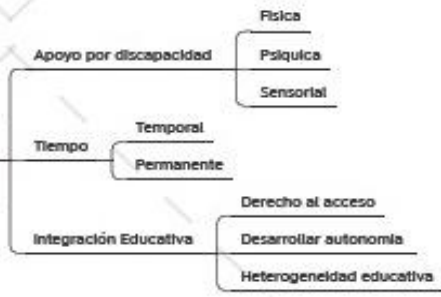 Física
Apoyo por discapacidad
Psíquica
Sensorial
Temporal
Tiempo
Permanente
Derecho al acceso
Integración Educativa
Desarrollar autonomía
Heterogeneidad educativa